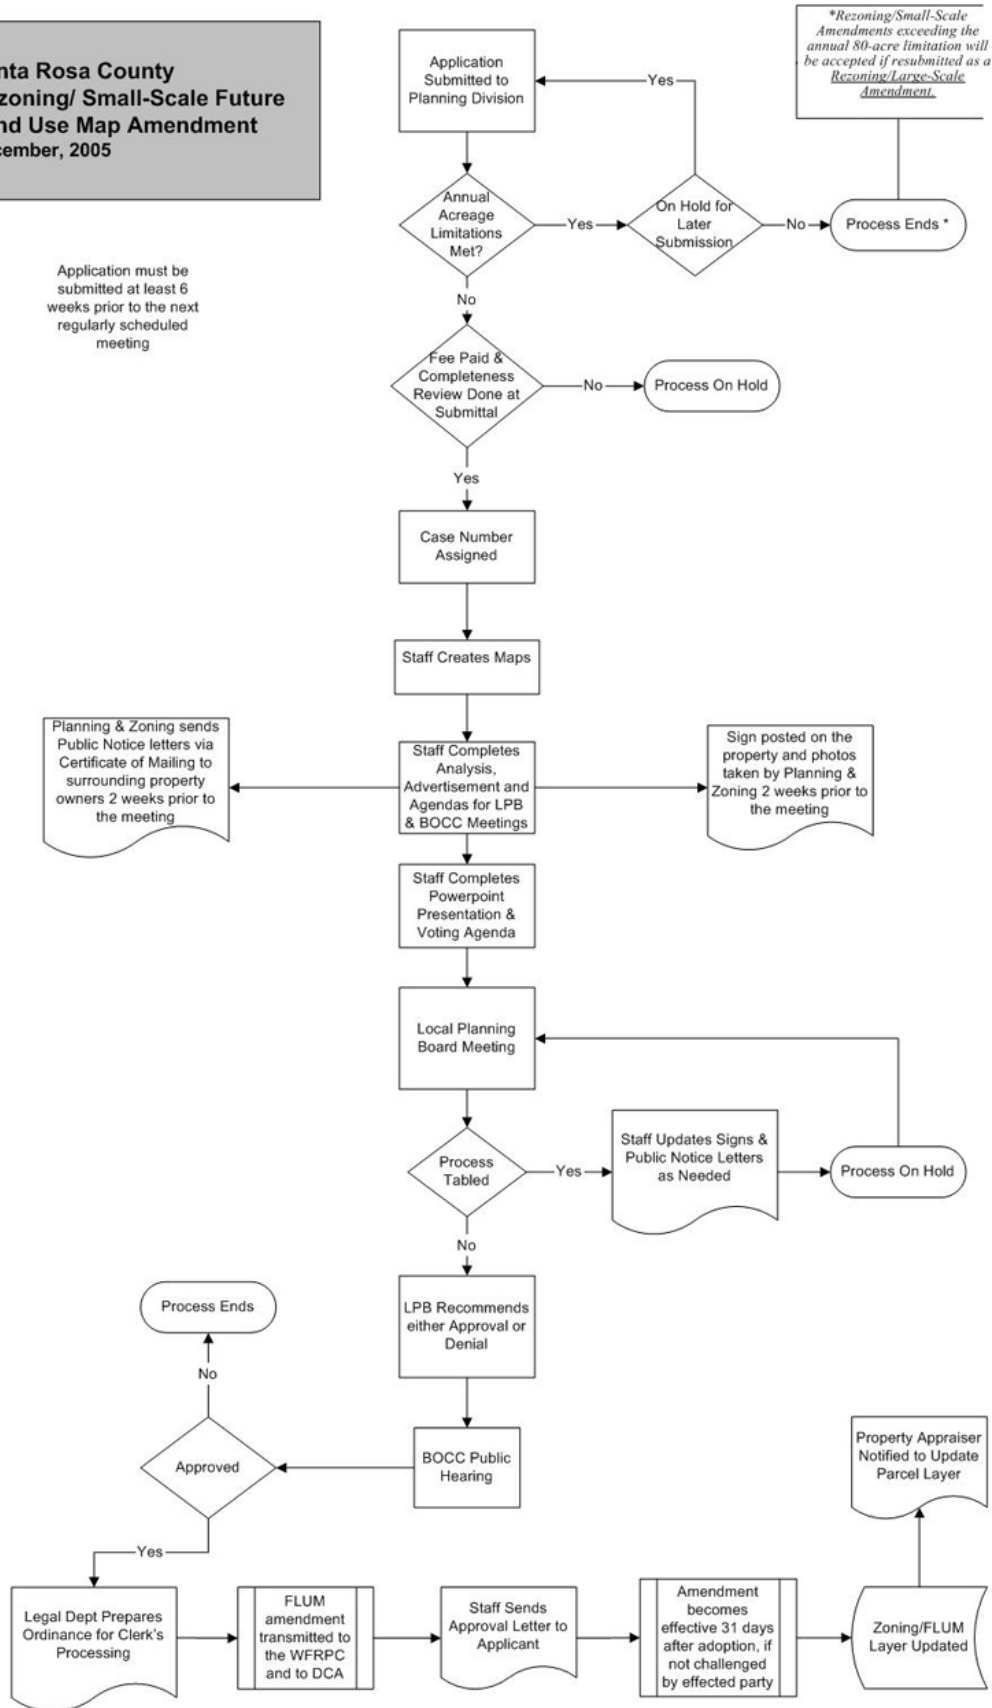 nta Rosa County
zoning/ Small-Scale Future
nd Use Map Amendment
cember, 2005
Application must be
submitted at least 6
weeks prior to the next
regularly scheduled
meeting
Application
Submitted to
Planning Division
Yes
*Rezoning/Small-Scale
Amendments exceeding the
annual 80-acre limitation will
be accepted if resubmitted as a
Rezoning/Large-Scale
Amendment.
Annual
Acreage
Limitations
Met?
Yes
On Hold for
Later
Submission
No
Process Ends *
No
Fee Paid &
Completeness
Review Done at
Submittal
No
Process On Hold
Yes
Case Number
Assigned
Staff Creates Maps
Planning & Zoning sends
Public Notice letters via
Certificate of Mailing to
surrounding property
owners 2 weeks prior to
the meeting
Staff Completes
Analysis,
Advertisement and
Agendas for LPB
& BOCC Meetings
Sign posted on the
property and photos
taken by Planning &
Zoning 2 weeks prior to
the meeting
Staff Completes
Powerpoint
Presentation &
Voting Agenda
Local Planning
Board Meeting
Process
Tabled
Yes
Staff Updates Signs &
Public Notice Letters
as Needed
Process On Hold
No
LPB Recommends
either Approval or
Denial
Process Ends
No
Approved
BOCC Public
Hearing
Yes
Property Appraiser
Notified to Update
Parcel Layer
Legal Dept Prepares
Ordinance for Clerk's
Processing
FLUM
amendment
transmitted to
the WFRPC
and to DCA
Staff Sends
Approval Letter to
Applicant
Amendment
becomes
effective 31 days
after adoption, if
not challenged
by effected party
Zoning/FLUM
Layer Updated